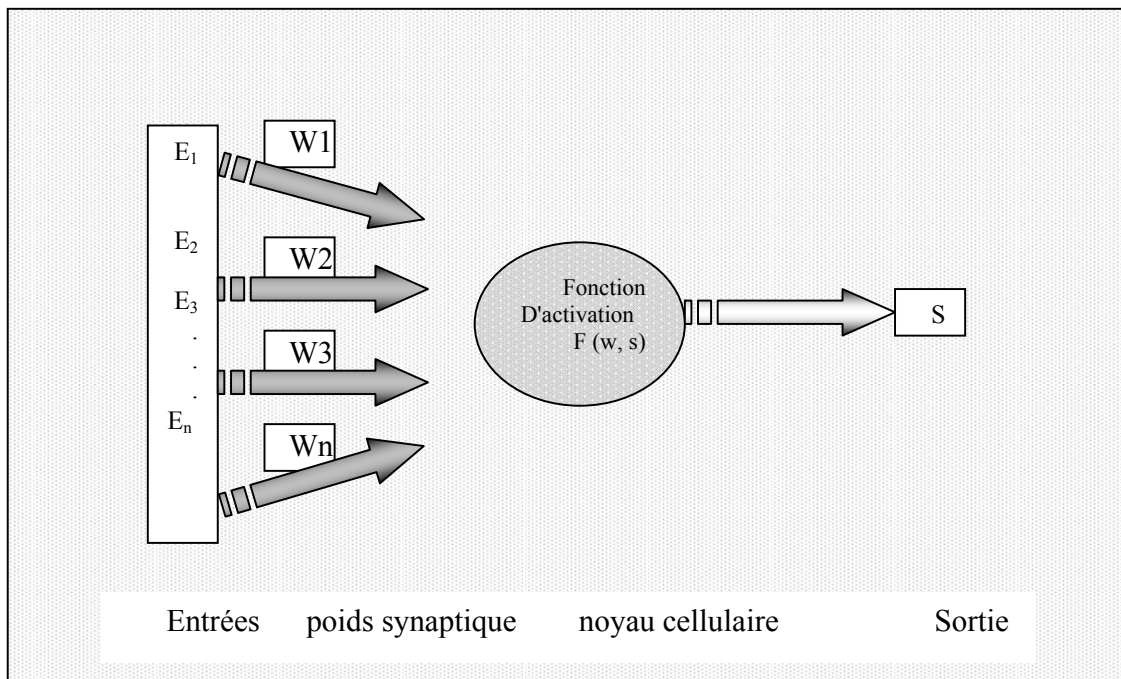 E₁
E₂
E₃
.
.
.
Eₙ
W1
W2
W3
Wn
Fonction
D'activation
F (w, s)
S
Entrées poids synaptique noyau cellulaire Sortie